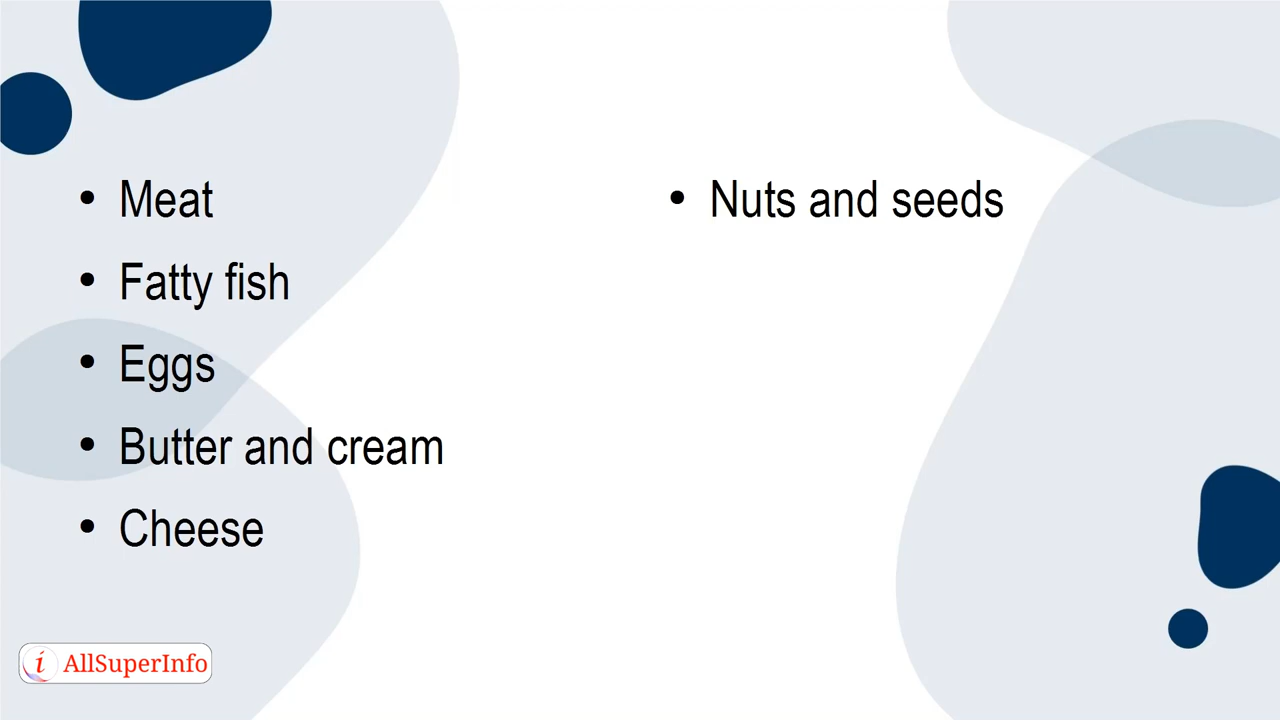 • Meat
• Fatty fish
• Eggs
• Butter and cream
• Cheese
• Nuts and seeds
i AllSuperInfo